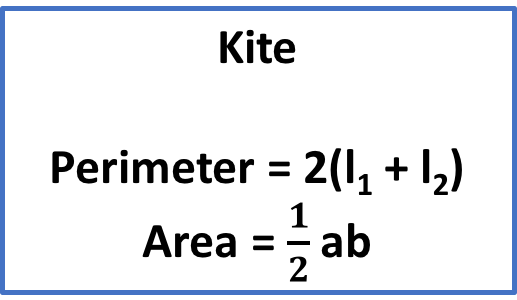 Kite
Perimeter = 2(l₁ + l₂)
Area = ½ ab